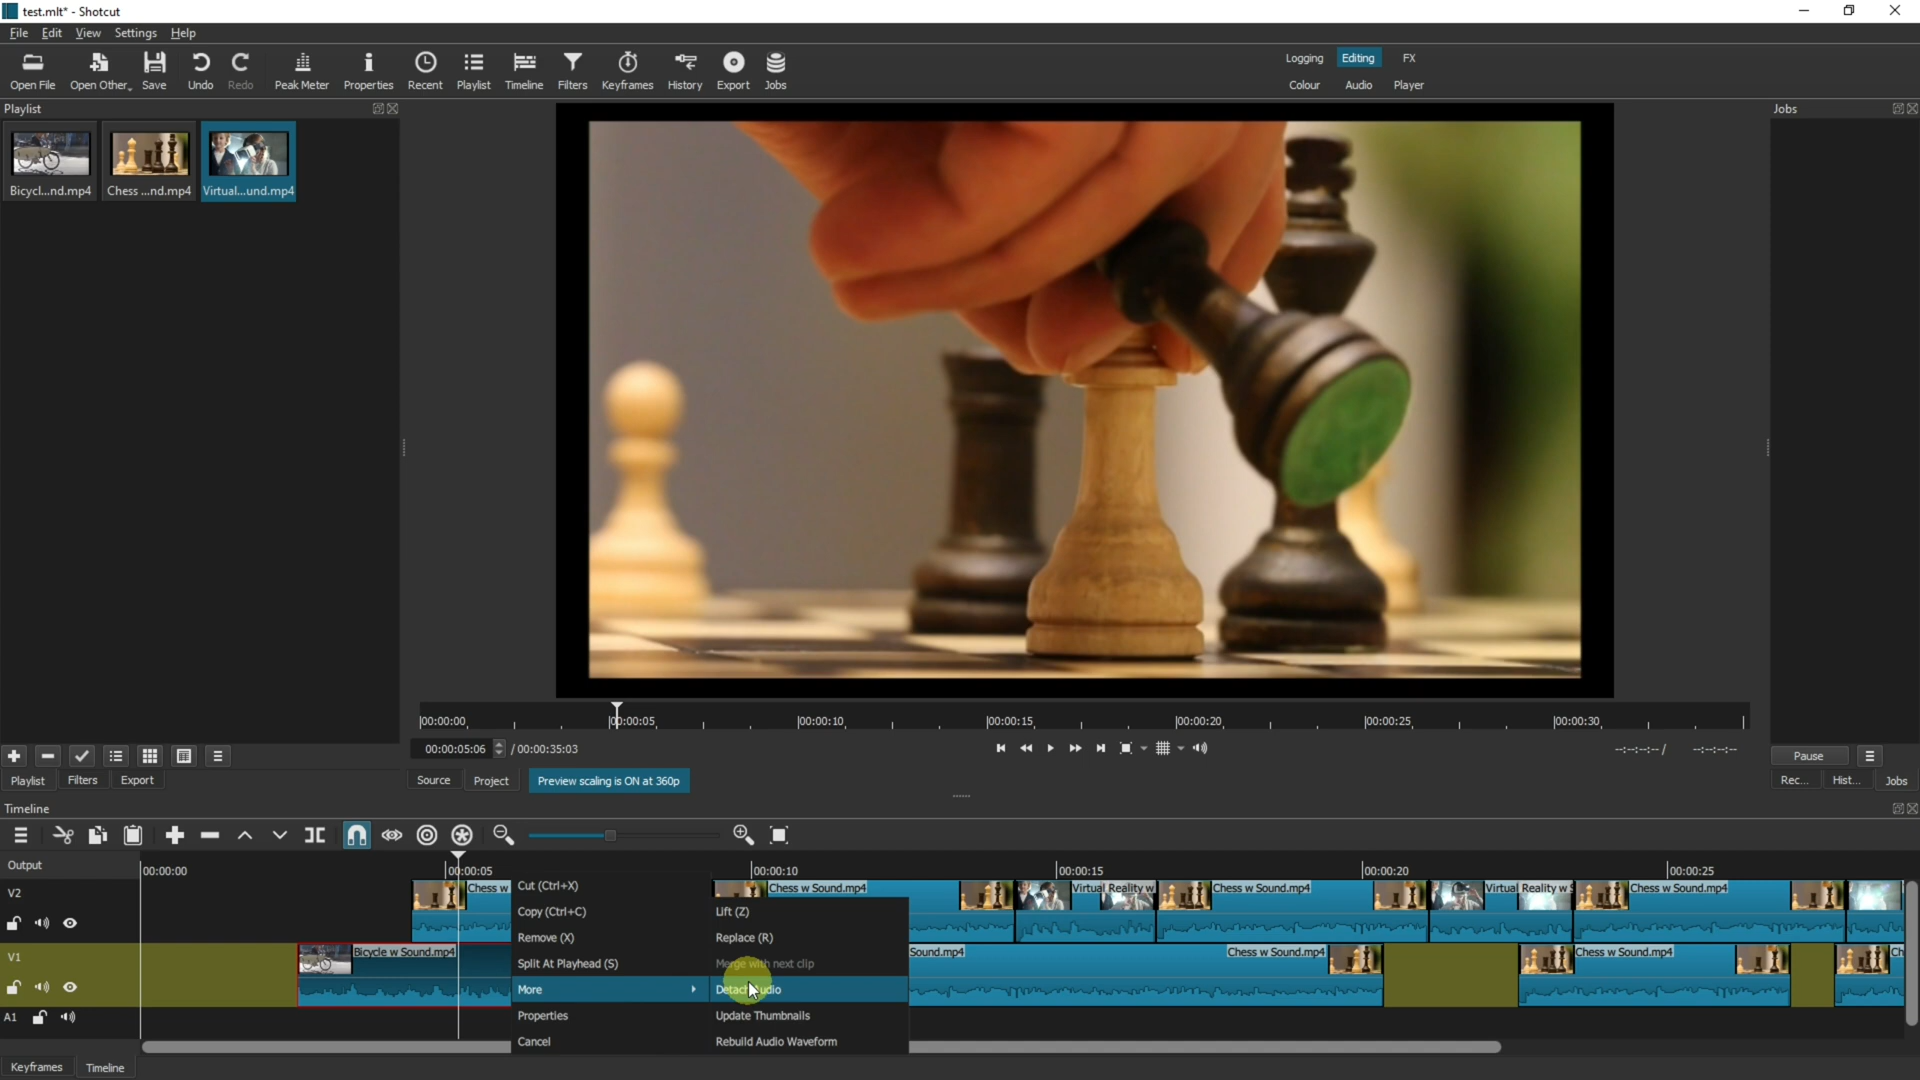 test.mlt* - Shotcut
File Edit View Settings Help
Open File Open Other... Save Undo Redo Peak Meter Properties Recent Playlist Timeline Filters Keyframes History Export Jobs
Logging Editing FX
Colour Audio Player
Playlist
Jobs
Bicycl...nd.mp4 Chess ...nd.mp4 Virtual...und.mp4
00:00:00 00:00:05 00:00:10 00:00:15 00:00:20 00:00:25 00:00:30
00:00:05:06 / 00:00:35:03
--:--:--:-- / --:--:--:--
Pause
Playlist Filters Export
Source Project Preview scaling is ON at 360p
Rec... Hist... Jobs
Timeline
Output
00:00:00 00:00:05 00:00:10 00:00:15 00:00:20 00:00:25
V2
Chess w Chess w Sound.mp4 Virtual Reality w Chess w Sound.mp4 Virtual Reality w S Chess w Sound.mp4
V1
Bicycle w Sound.mp4 Sound.mp4 Chess w Sound.mp4 Chess w Sound.mp4 Ch
A1
Cut (Ctrl+X)
Copy (Ctrl+C)
Remove (X)
Split At Playhead (S)
More
Properties
Cancel
Lift (Z)
Replace (R)
Merge with next clip
Update Thumbnails
Rebuild Audio Waveform
Keyframes Timeline